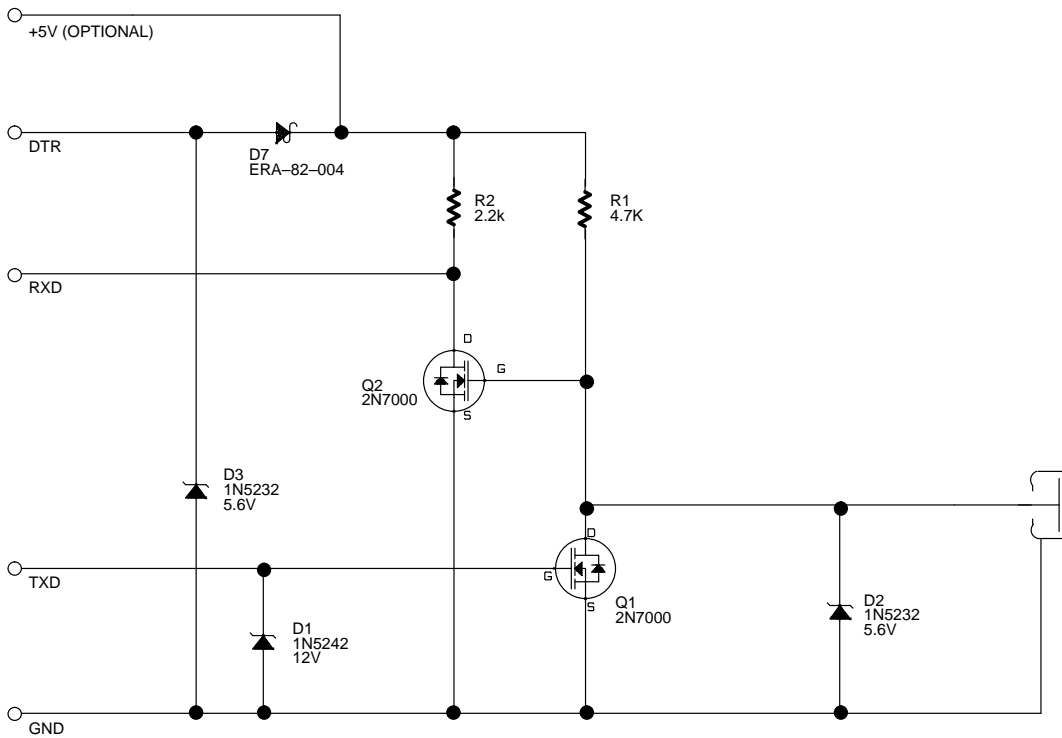 +5V (OPTIONAL)
DTR
D7
ERA–82–004
R2
2.2k
R1
4.7K
RXD
D
G
Q2
2N7000
S
D3
1N5232
5.6V
D
TXD
G
S
Q1
2N7000
D2
1N5232
5.6V
D1
1N5242
12V
GND